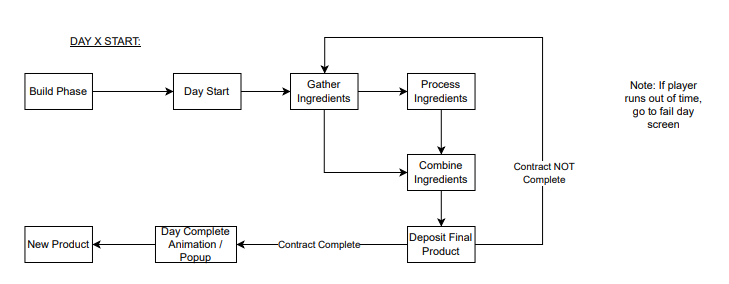 DAY X START:
Build Phase
Day Start
Gather
Ingredients
Process
Ingredients
Note: If player
runs out of time,
go to fail day
screen
Combine
Ingredients
Contract NOT
Complete
New Product
Day Complete
Animation /
Popup
Contract Complete
Deposit Final
Product